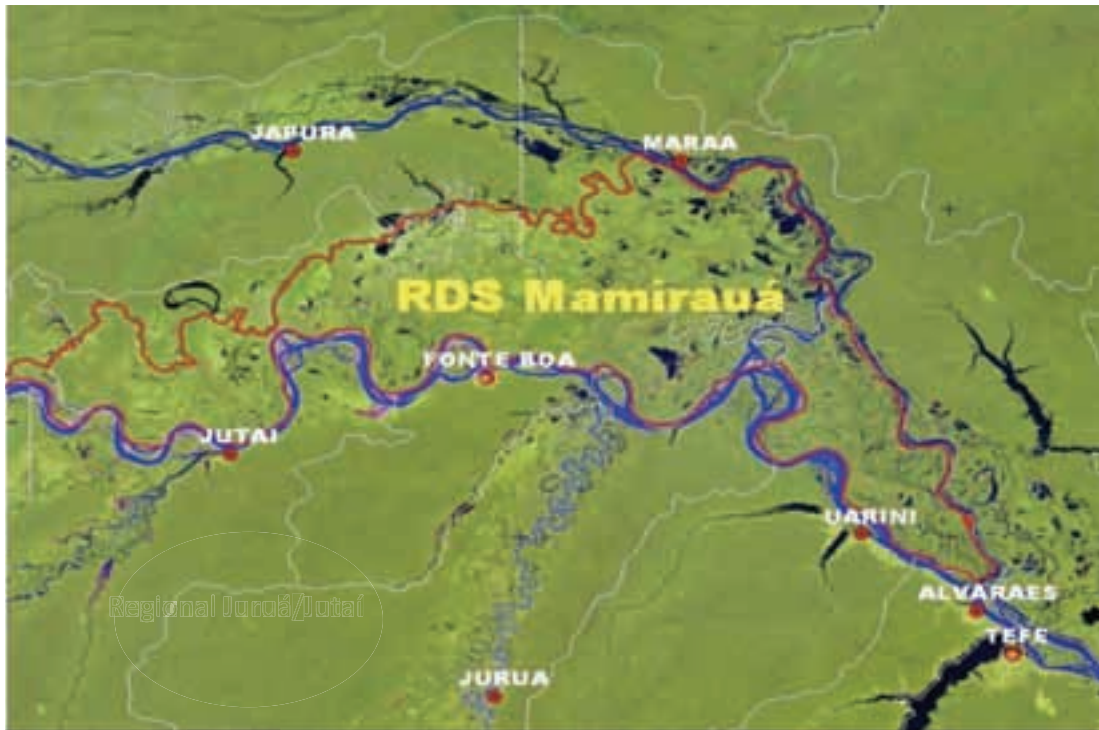 JAPURA
MARAA
RDS Mamirauá
FONTE BOA
JUTAI
UARINI
Regional Juruá/Jutaí
ALVARAES
TEFE
JURUA